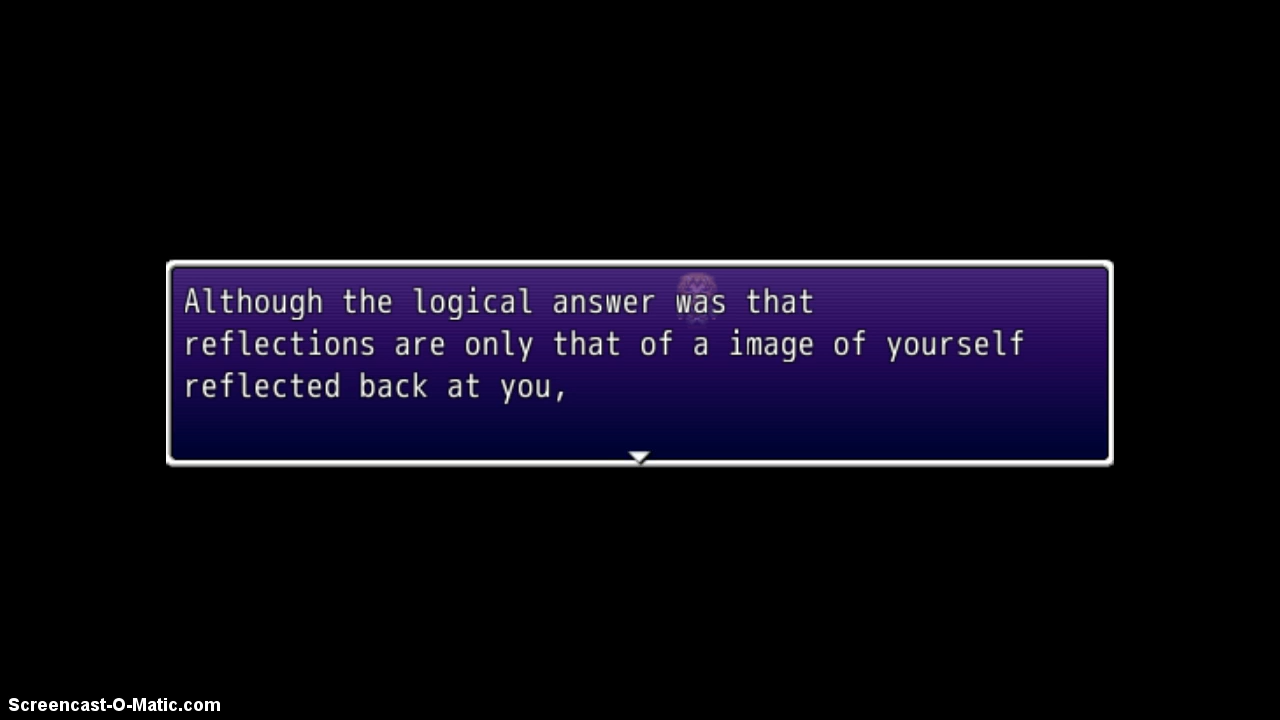 Although the logical answer was that
reflections are only that of a image of yourself
reflected back at you,
Screencast-O-Matic.com